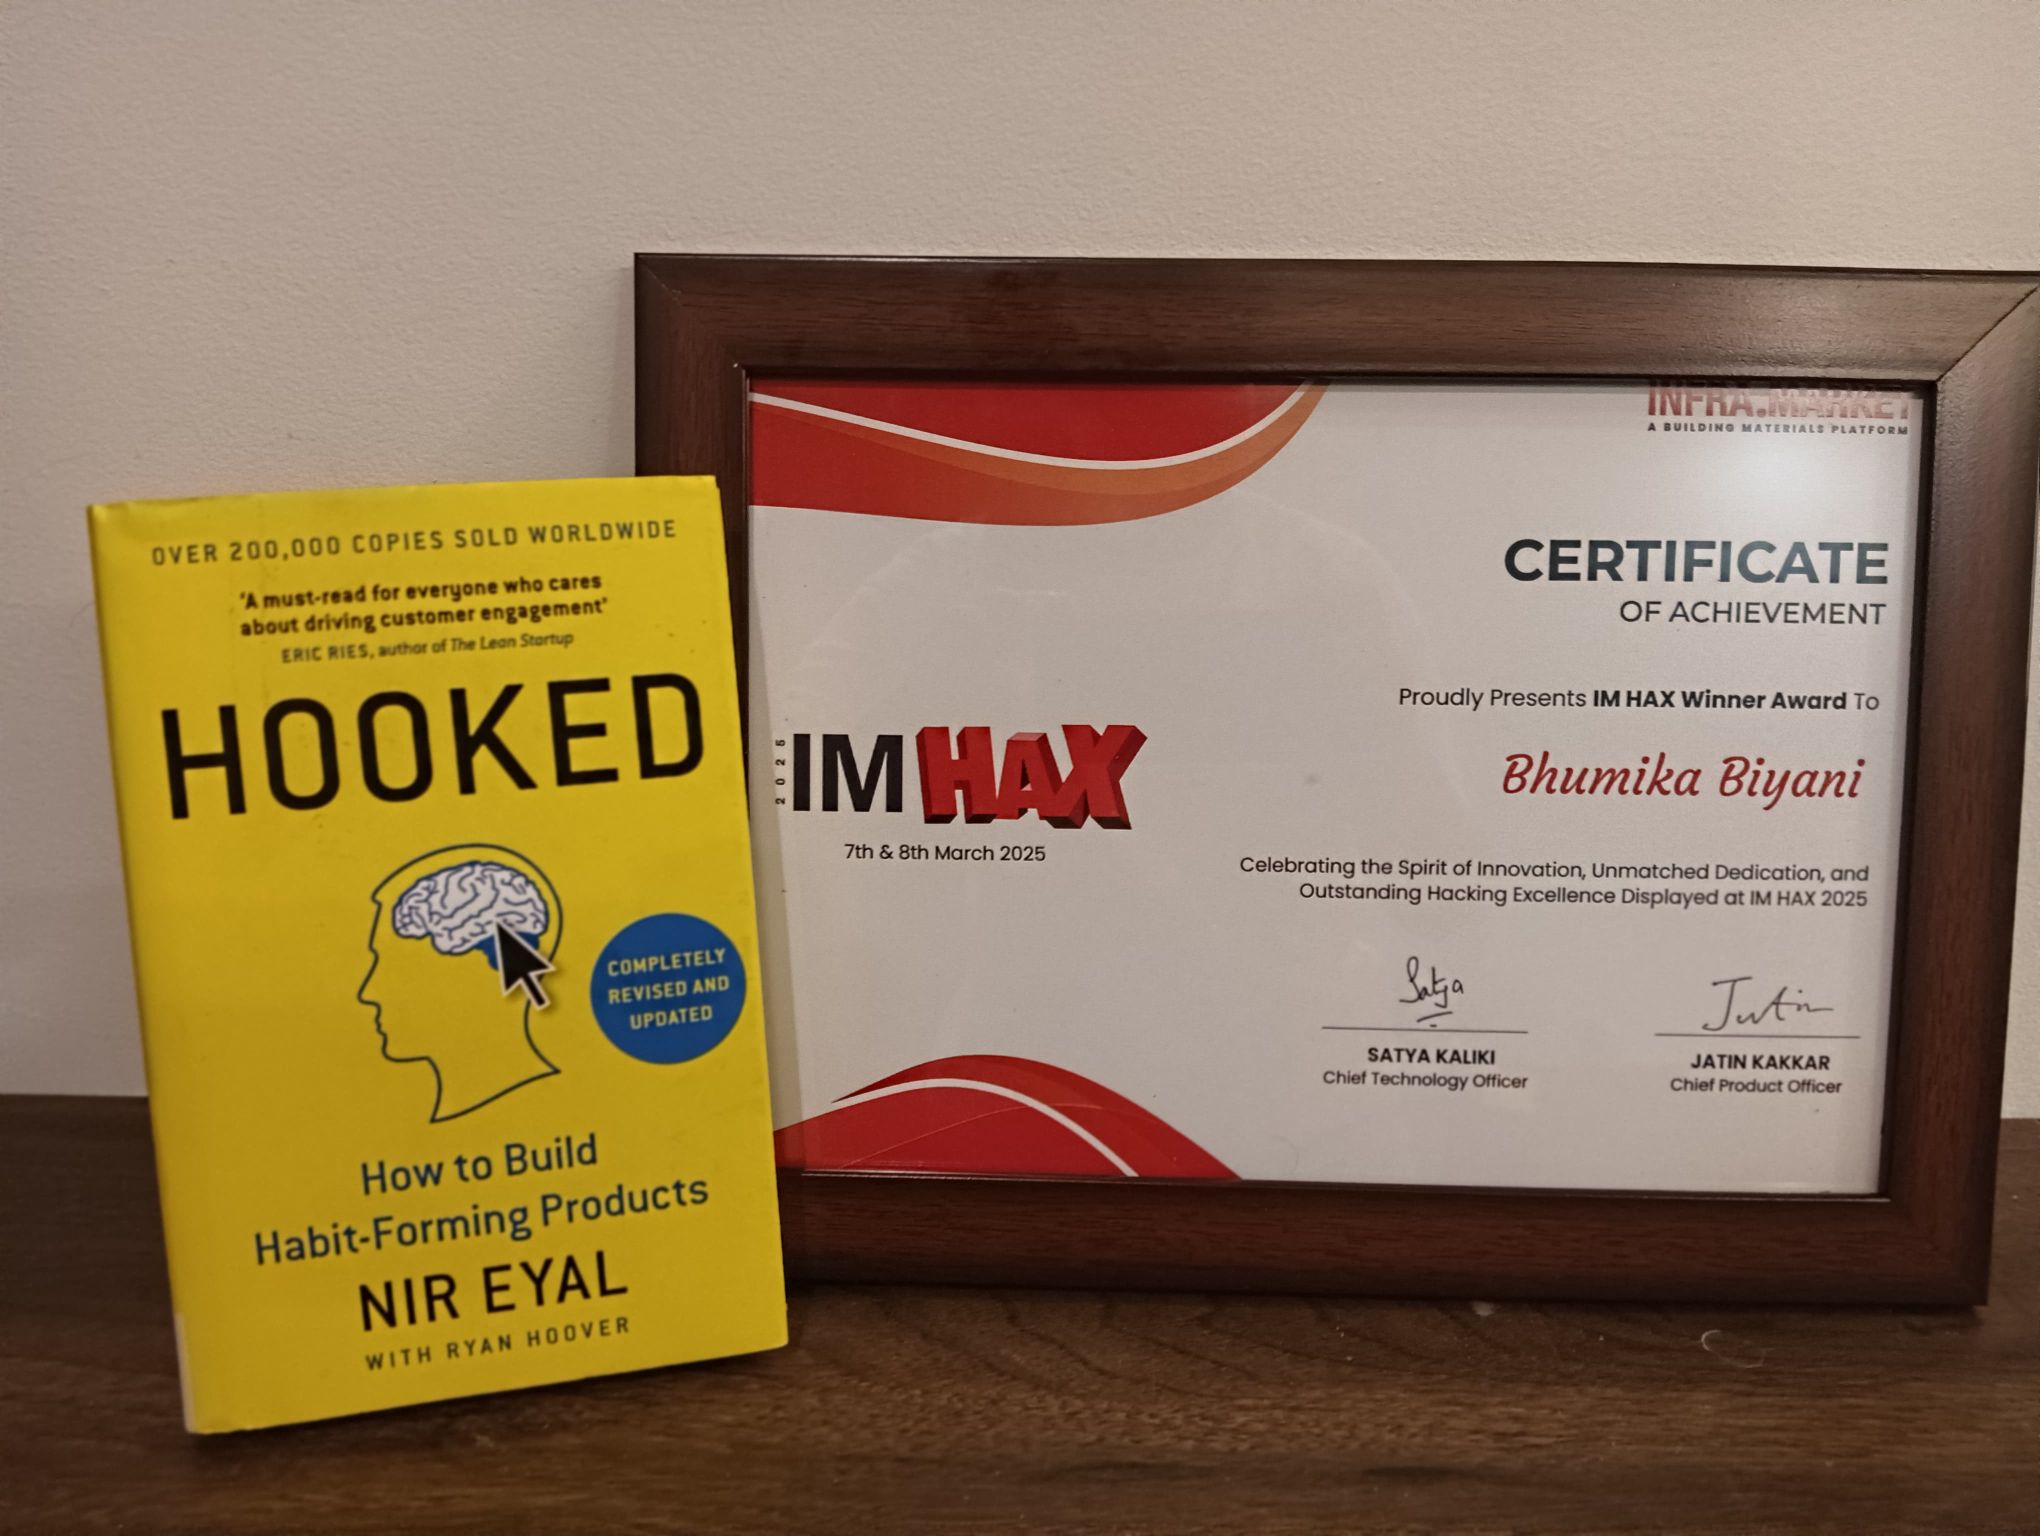 OVER 200,000 COPIES SOLD WORLDWIDE
'A must-read for everyone who cares
about driving customer engagement'
ERIC RIES, author of The Lean Startup
HOOKED
COMPLETELY
REVISED AND
UPDATED
How to Build
Habit-Forming Products
NIR EYAL
WITH RYAN HOOVER
INFRA.MARKET
A BUILDING MATERIALS PLATFORM
CERTIFICATE
OF ACHIEVEMENT
Proudly Presents IM HAX Winner Award To
Bhumika Biyani
2025 IM HAX
7th & 8th March 2025
Celebrating the Spirit of Innovation, Unmatched Dedication, and
Outstanding Hacking Excellence Displayed at IM HAX 2025
Satya
SATYA KALIKI
Chief Technology Officer
Jatin
JATIN KAKKAR
Chief Product Officer